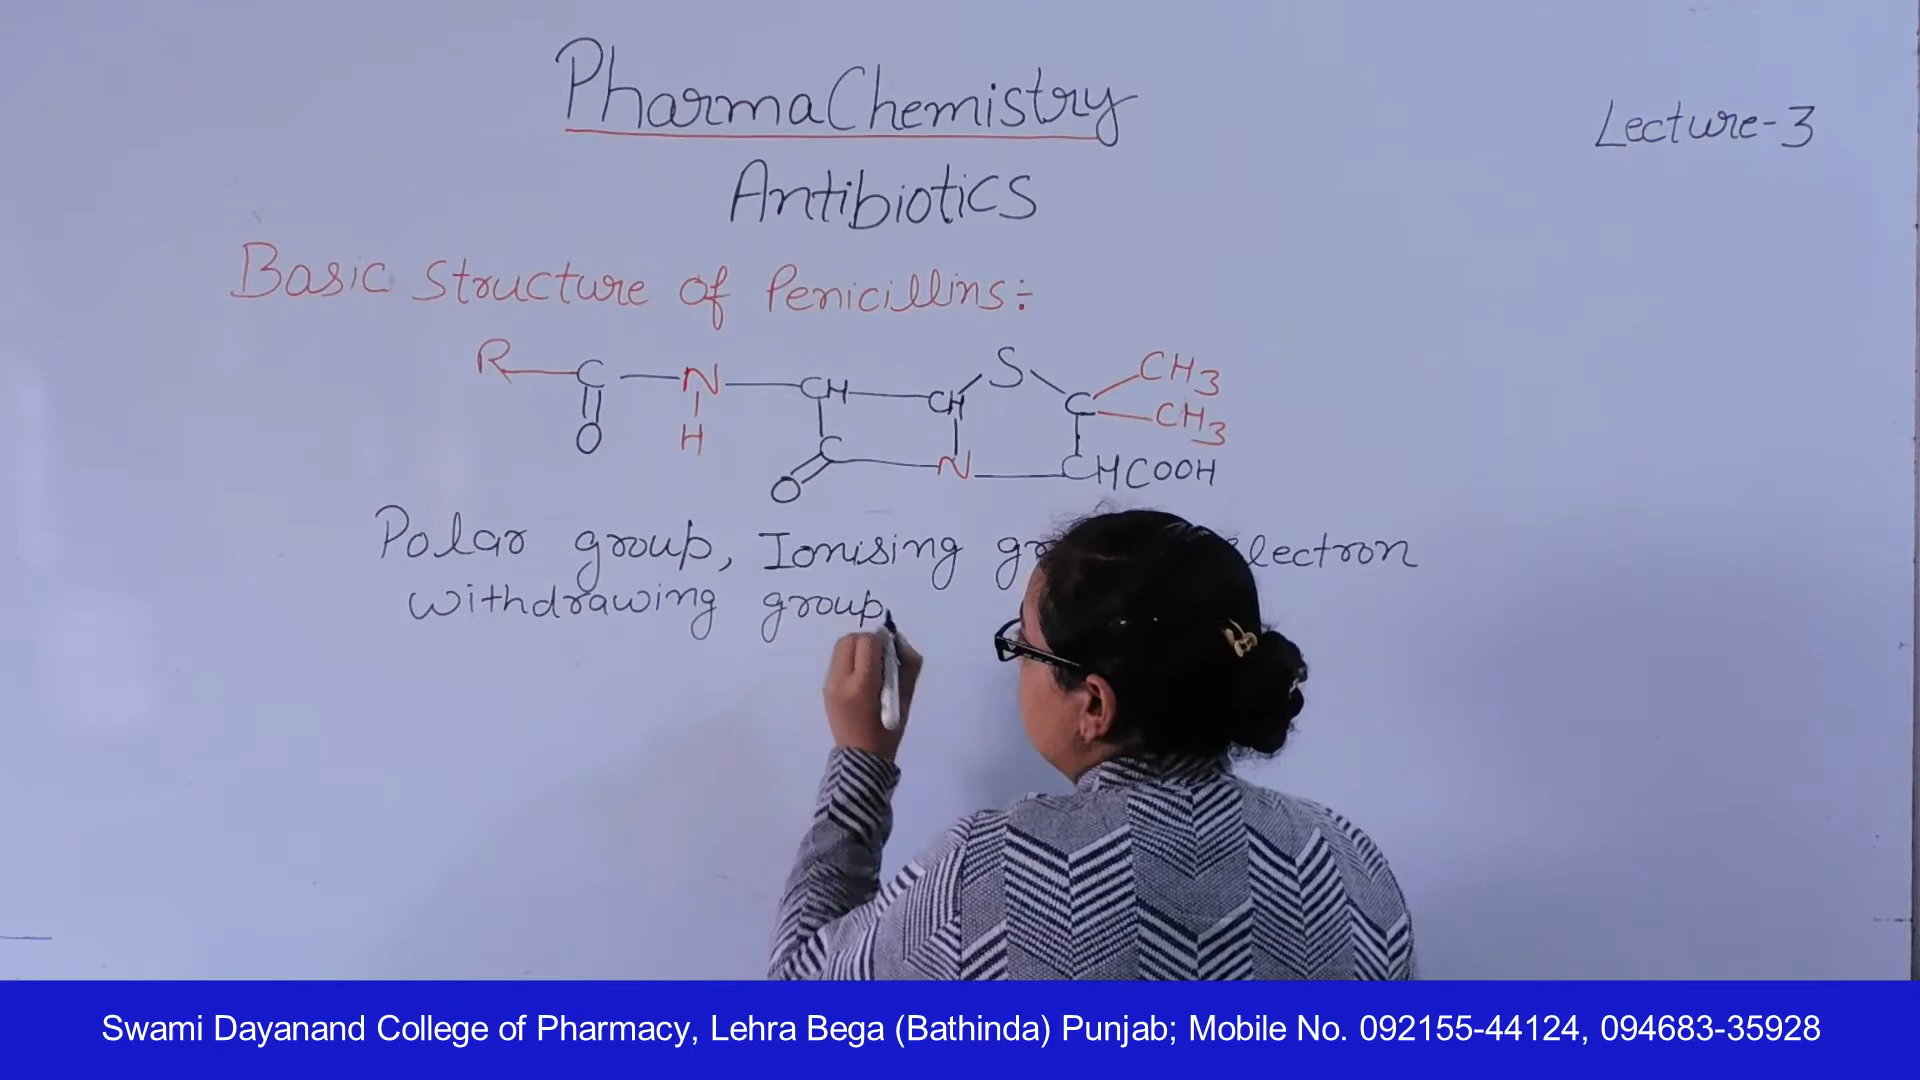 PharmaChemistry
Lecture-3
Antibiotics
Basic Structure of Penicillins:
R C N CH CH S C CH3
CH3
O H C N CHCOOH
O
Polar group, Ionising lectron
withdrawing group
Swami Dayanand College of Pharmacy, Lehra Bega (Bathinda) Punjab; Mobile No. 092155-44124, 094683-35928